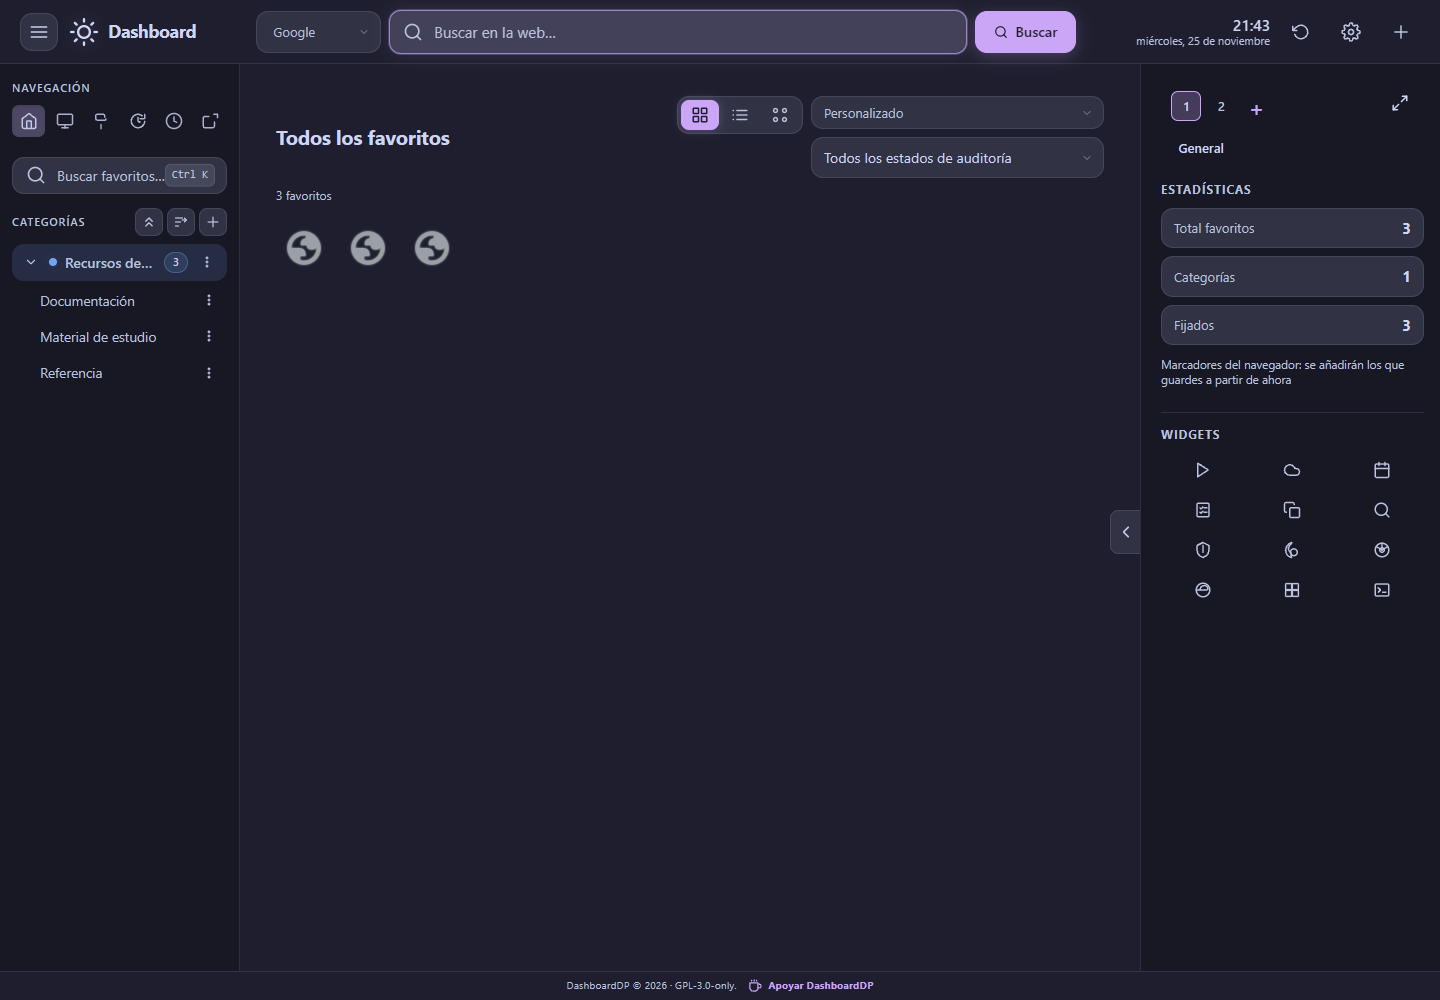 Dashboard
Google
Buscar en la web...
Buscar
21:43
miércoles, 25 de noviembre
NAVEGACIÓN
Buscar favoritos...
Ctrl K
CATEGORÍAS
Recursos de...
3
Documentación
Material de estudio
Referencia
Todos los favoritos
Personalizado
Todos los estados de auditoría
3 favoritos
1
2
+
General
ESTADÍSTICAS
Total favoritos
3
Categorías
1
Fijados
3
Marcadores del navegador: se añadirán los que
guardes a partir de ahora
WIDGETS
DashboardDP © 2026 · GPL-3.0-only.
Apoyar DashboardDP